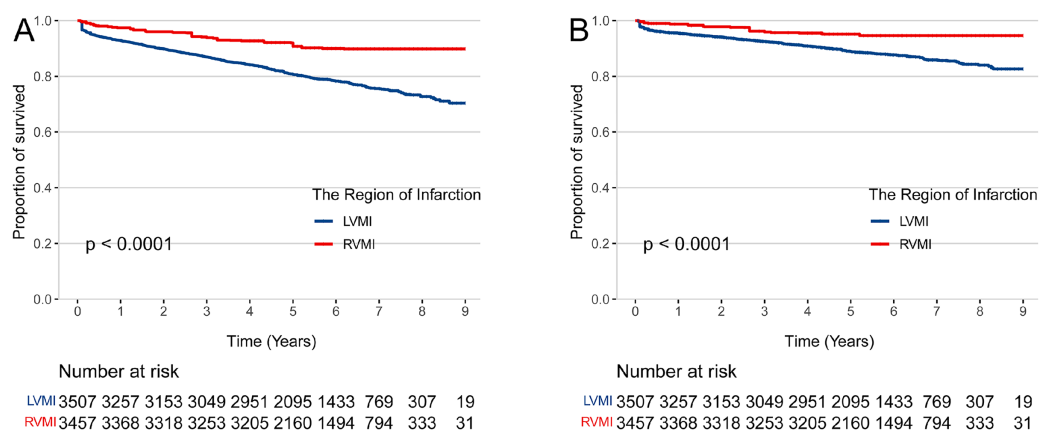 A
Proportion of survived
1.0
0.8
0.6
0.4
0.2
0.0
The Region of Infarction
LVMI
RVMI
p < 0.0001
0 1 2 3 4 5 6 7 8 9
Time (Years)
Number at risk
LVMI 3507 3257 3153 3049 2951 2095 1433 769 307 19
RVMI 3457 3368 3318 3253 3205 2160 1494 794 333 31
B
Proportion of survived
1.0
0.8
0.6
0.4
0.2
0.0
The Region of Infarction
LVMI
RVMI
p < 0.0001
0 1 2 3 4 5 6 7 8 9
Time (Years)
Number at risk
LVMI 3507 3257 3153 3049 2951 2095 1433 769 307 19
RVMI 3457 3368 3318 3253 3205 2160 1494 794 333 31